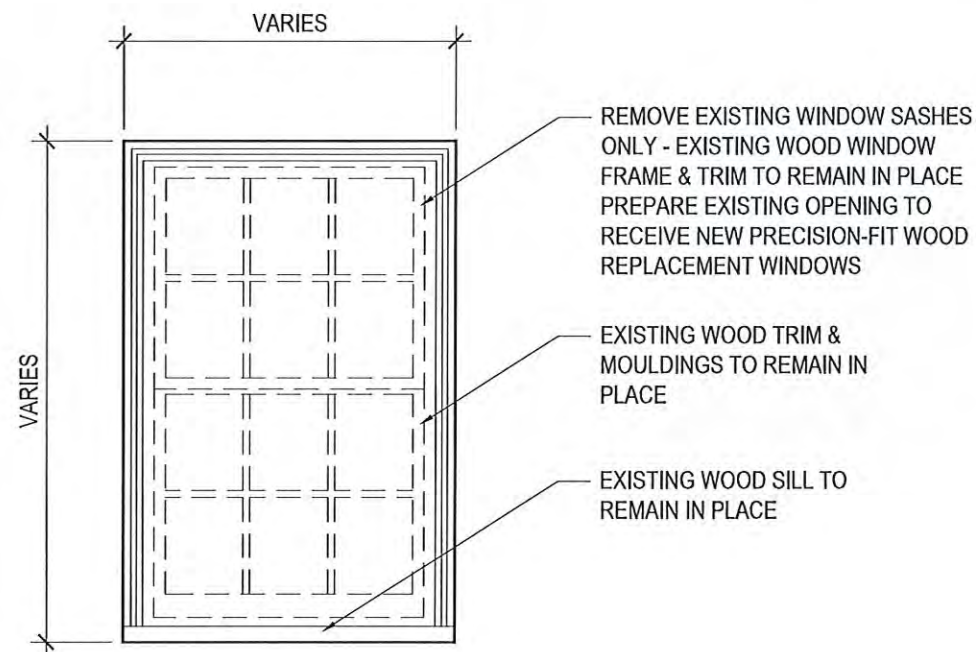 VARIES
REMOVE EXISTING WINDOW SASHES
ONLY - EXISTING WOOD WINDOW
FRAME & TRIM TO REMAIN IN PLACE
PREPARE EXISTING OPENING TO
RECEIVE NEW PRECISION-FIT WOOD
REPLACEMENT WINDOWS
VARIES
EXISTING WOOD TRIM &
MOULDINGS TO REMAIN IN
PLACE
EXISTING WOOD SILL TO
REMAIN IN PLACE